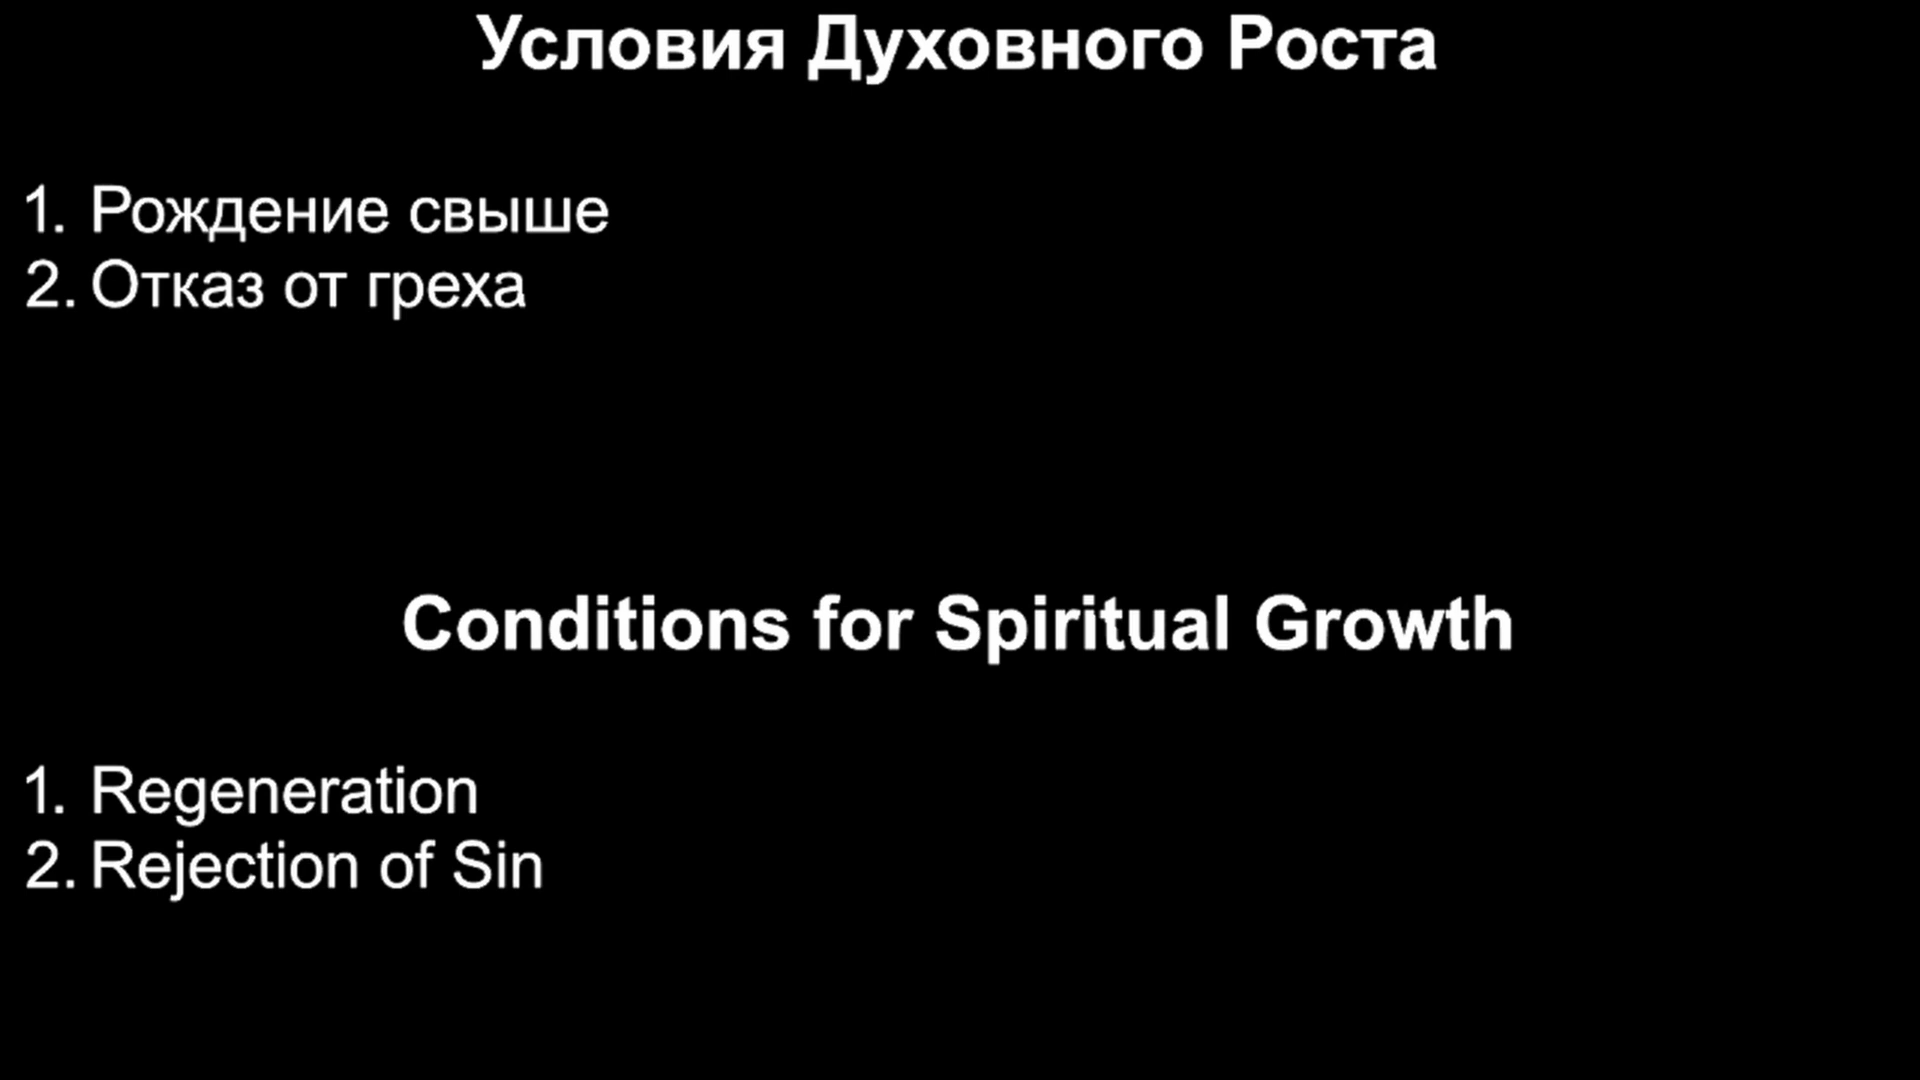 Условия Духовного Роста
1. Рождение свыше
2. Отказ от греха
Conditions for Spiritual Growth
1. Regeneration
2. Rejection of Sin